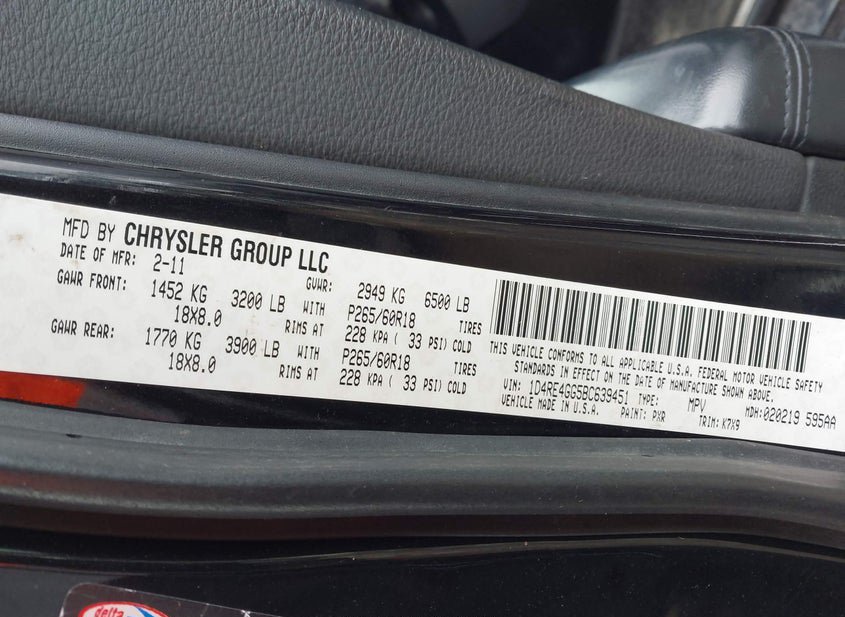 MFD BY CHRYSLER GROUP LLC
DATE OF MFR: 2-11 GVWR: 2949 KG 6500 LB
GAWR FRONT: 1452 KG 3200 LB WITH P265/60R18 TIRES
18X8.0 RIMS AT 228 KPA ( 33 PSI) COLD
GAWR REAR: 1770 KG 3900 LB WITH P265/60R18 TIRES
18X8.0 RIMS AT 228 KPA ( 33 PSI) COLD
THIS VEHICLE CONFORMS TO ALL APPLICABLE U.S.A. FEDERAL MOTOR VEHICLE SAFETY
STANDARDS IN EFFECT ON THE DATE OF MANUFACTURE SHOWN ABOVE.
VIN: 1D4RE4GG5BC639451 TYPE: MPV MDH:020219 595AA
VEHICLE MADE IN U.S.A. PAINT: PXR TRIM: K7X9
delta